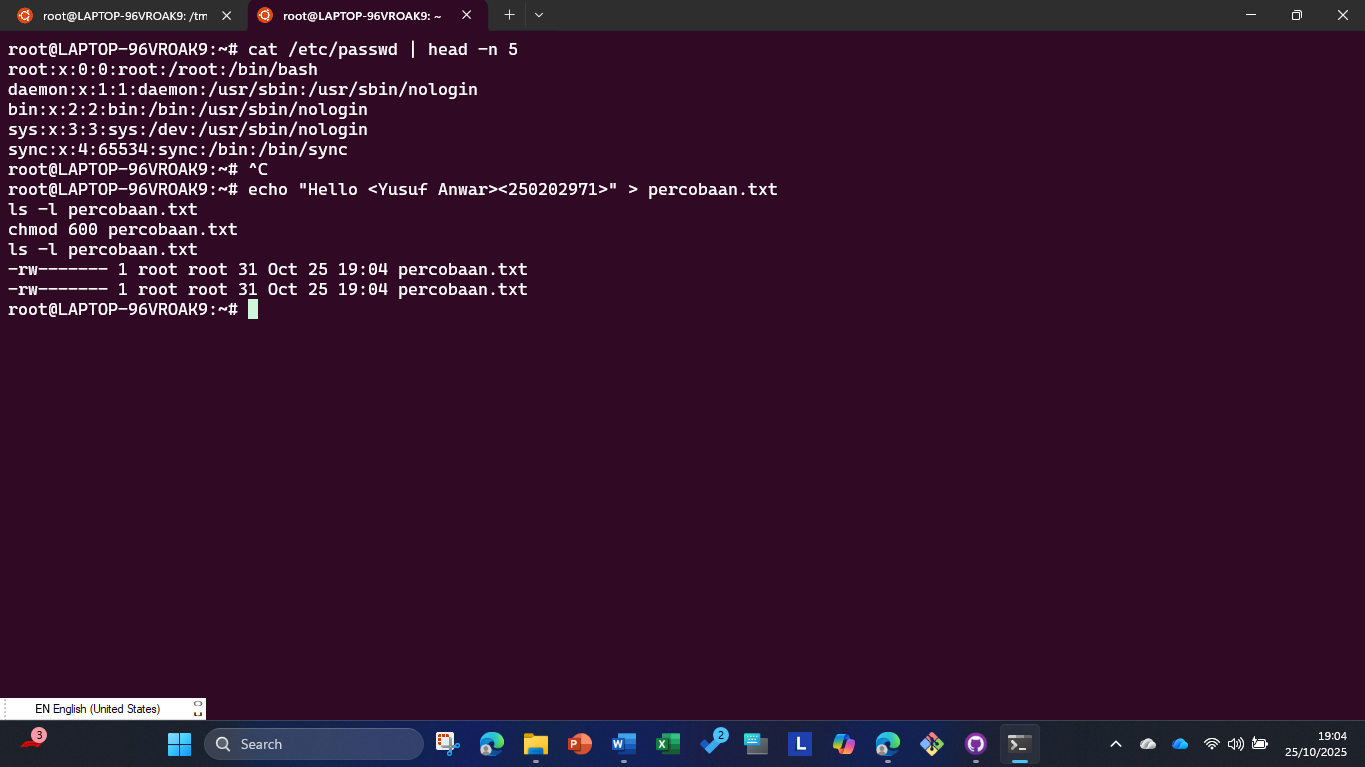 root@LAPTOP-96VROAK9: /tm
root@LAPTOP-96VROAK9: ~
root@LAPTOP-96VROAK9:~# cat /etc/passwd | head -n 5
root:x:0:0:root:/root:/bin/bash
daemon:x:1:1:daemon:/usr/sbin:/usr/sbin/nologin
bin:x:2:2:bin:/bin:/usr/sbin/nologin
sys:x:3:3:sys:/dev:/usr/sbin/nologin
sync:x:4:65534:sync:/bin:/bin/sync
root@LAPTOP-96VROAK9:~# ^C
root@LAPTOP-96VROAK9:~# echo "Hello <Yusuf Anwar><250202971>" > percobaan.txt
ls -l percobaan.txt
chmod 600 percobaan.txt
ls -l percobaan.txt
-rw------- 1 root root 31 Oct 25 19:04 percobaan.txt
-rw------- 1 root root 31 Oct 25 19:04 percobaan.txt
root@LAPTOP-96VROAK9:~#
EN English (United States)
3
Search
P
W
X
2
L
19:04
25/10/2025